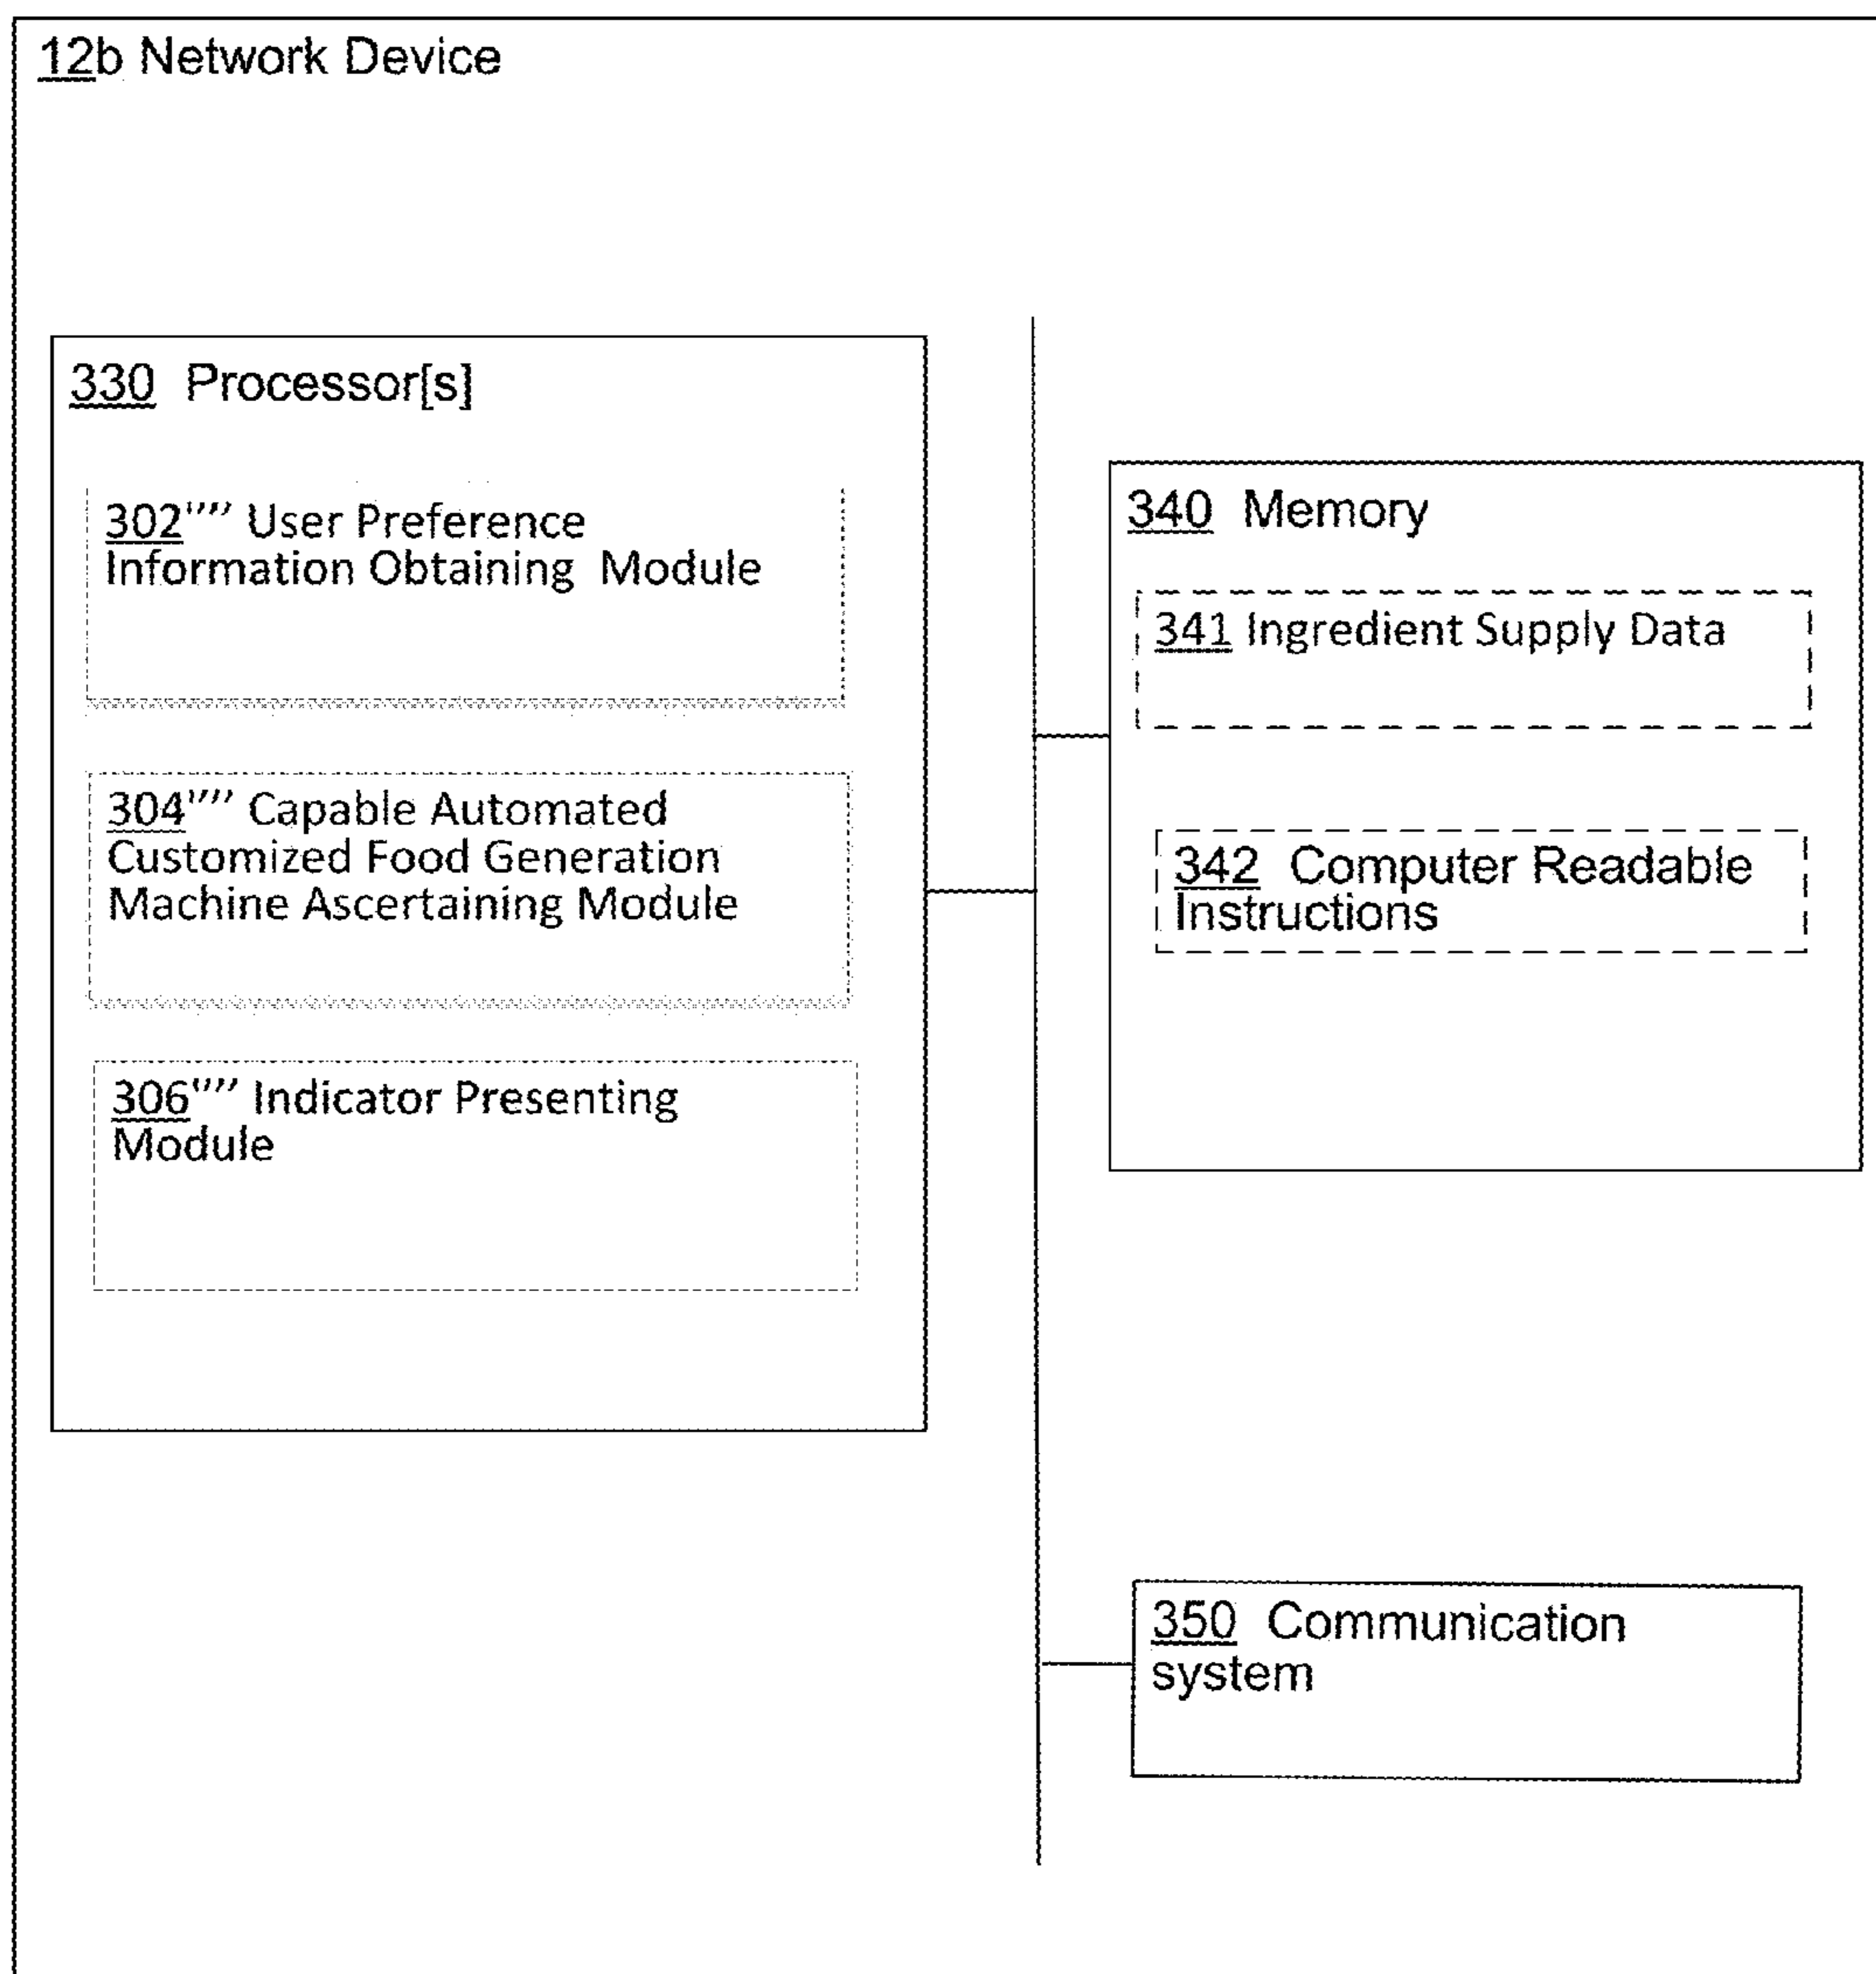 12b Network Device
330 Processor[s]
302'''' User Preference
Information Obtaining Module
304'''' Capable Automated
Customized Food Generation
Machine Ascertaining Module
306'''' Indicator Presenting
Module
340 Memory
341 Ingredient Supply Data
342 Computer Readable
Instructions
350 Communication
system